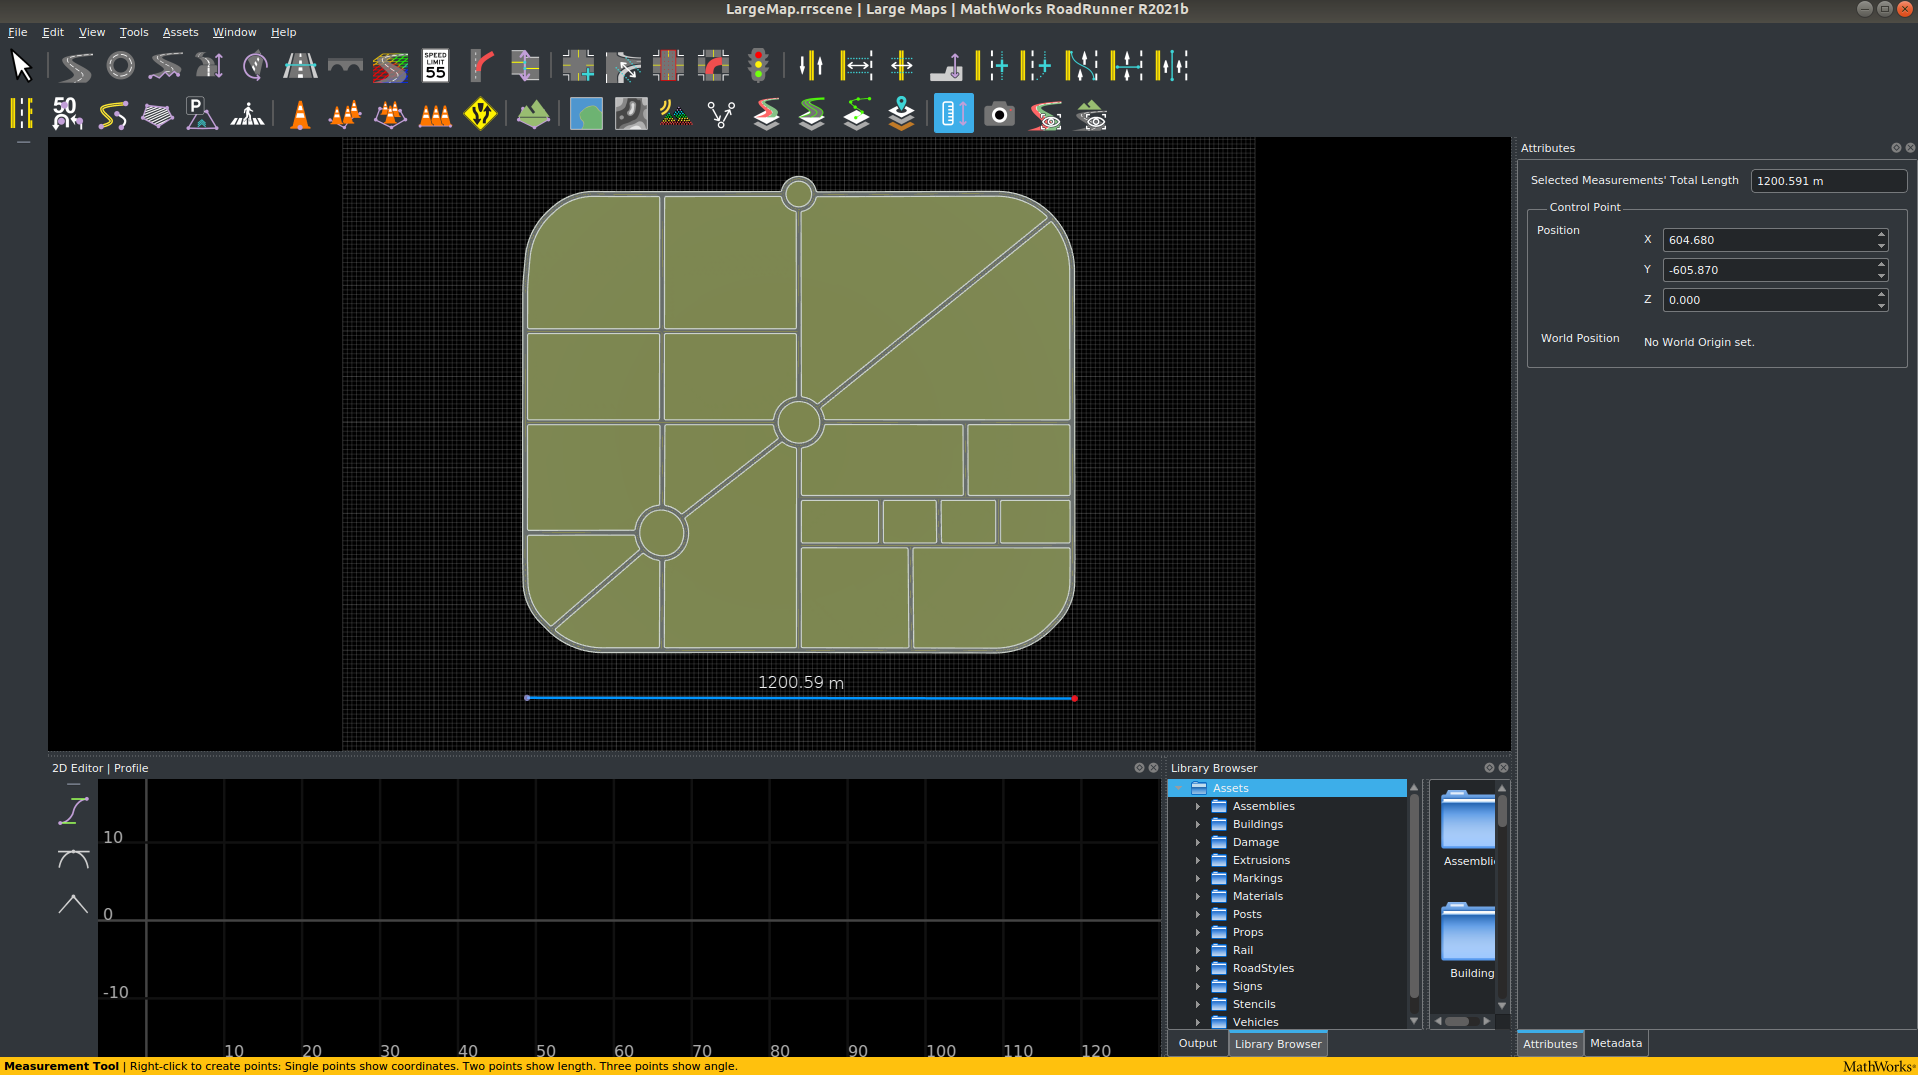 LargeMap.rrscene | Large Maps | MathWorks RoadRunner R2021b
File Edit View Tools Assets Window Help
SPEED LIMIT 55
50
P
Attributes
Selected Measurements' Total Length 1200.591 m
Control Point
Position
X 604.680
Y -605.870
Z 0.000
World Position No World Origin set.
1200.59 m
2D Editor | Profile
10
0
-10
10 20 30 40 50 60 70 80 90 100 110 120
Library Browser
Assets
Assemblies
Buildings
Damage
Extrusions
Markings
Materials
Posts
Props
Rail
RoadStyles
Signs
Stencils
Vehicles
Assemblie
Building
Output Library Browser
Attributes Metadata
Measurement Tool | Right-click to create points: Single points show coordinates. Two points show length. Three points show angle.
MathWorks®